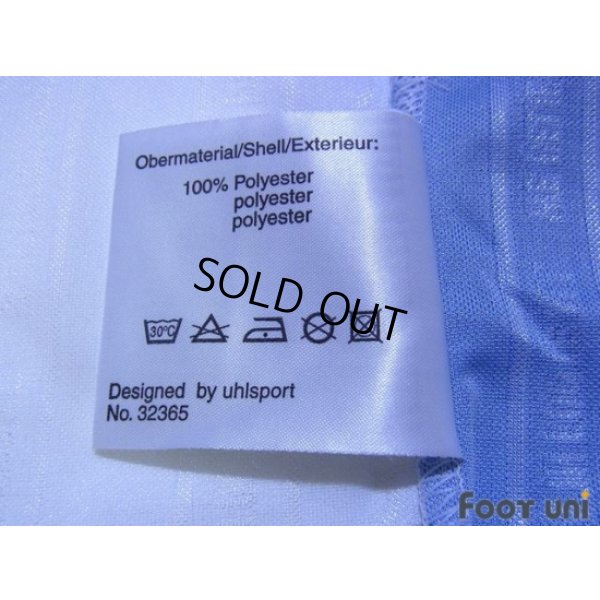 Obermaterial/Shell/Exterieur:
100% Polyester
polyester
polyester
SOLD OUT
30°C
Designed by uhlsport
No. 32365
FOOT UNI